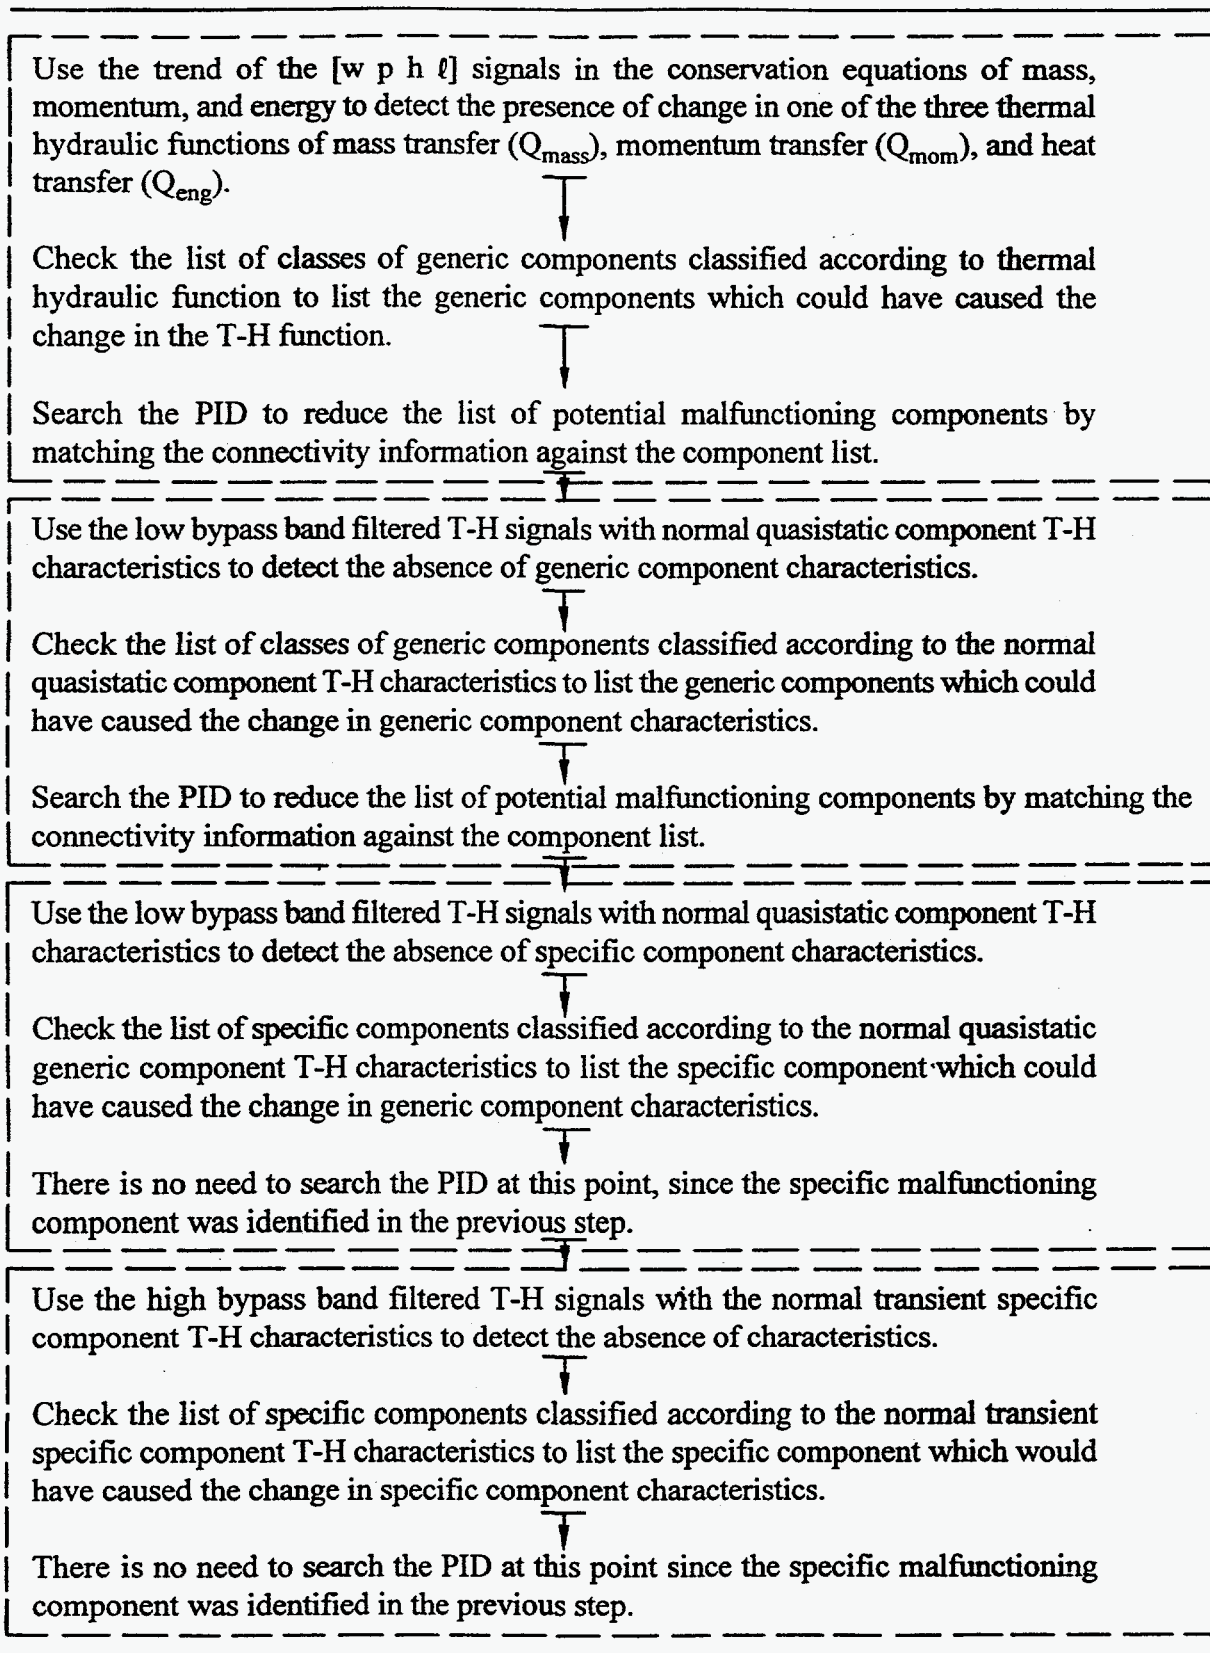 Use the trend of the [w p h ℓ] signals in the conservation equations of mass,
momentum, and energy to detect the presence of change in one of the three thermal
hydraulic functions of mass transfer (Qmass), momentum transfer (Qmom), and heat
transfer (Qeng).
Check the list of classes of generic components classified according to thermal
hydraulic function to list the generic components which could have caused the
change in the T-H function.
Search the PID to reduce the list of potential malfunctioning components by
matching the connectivity information against the component list.
Use the low bypass band filtered T-H signals with normal quasistatic component T-H
characteristics to detect the absence of generic component characteristics.
Check the list of classes of generic components classified according to the normal
quasistatic component T-H characteristics to list the generic components which could
have caused the change in generic component characteristics.
Search the PID to reduce the list of potential malfunctioning components by matching the
connectivity information against the component list.
Use the low bypass band filtered T-H signals with normal quasistatic component T-H
characteristics to detect the absence of specific component characteristics.
Check the list of specific components classified according to the normal quasistatic
generic component T-H characteristics to list the specific component which could
have caused the change in generic component characteristics.
There is no need to search the PID at this point, since the specific malfunctioning
component was identified in the previous step.
Use the high bypass band filtered T-H signals with the normal transient specific
component T-H characteristics to detect the absence of characteristics.
Check the list of specific components classified according to the normal transient
specific component T-H characteristics to list the specific component which would
have caused the change in specific component characteristics.
There is no need to search the PID at this point since the specific malfunctioning
component was identified in the previous step.